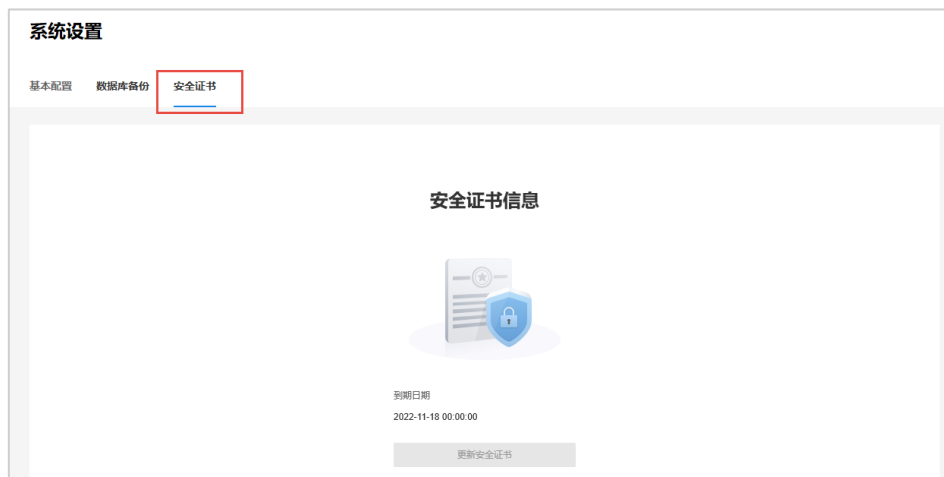 系统设置
基本配置 数据库备份 安全证书
安全证书信息
到期日期
2022-11-18 00:00:00
更新安全证书